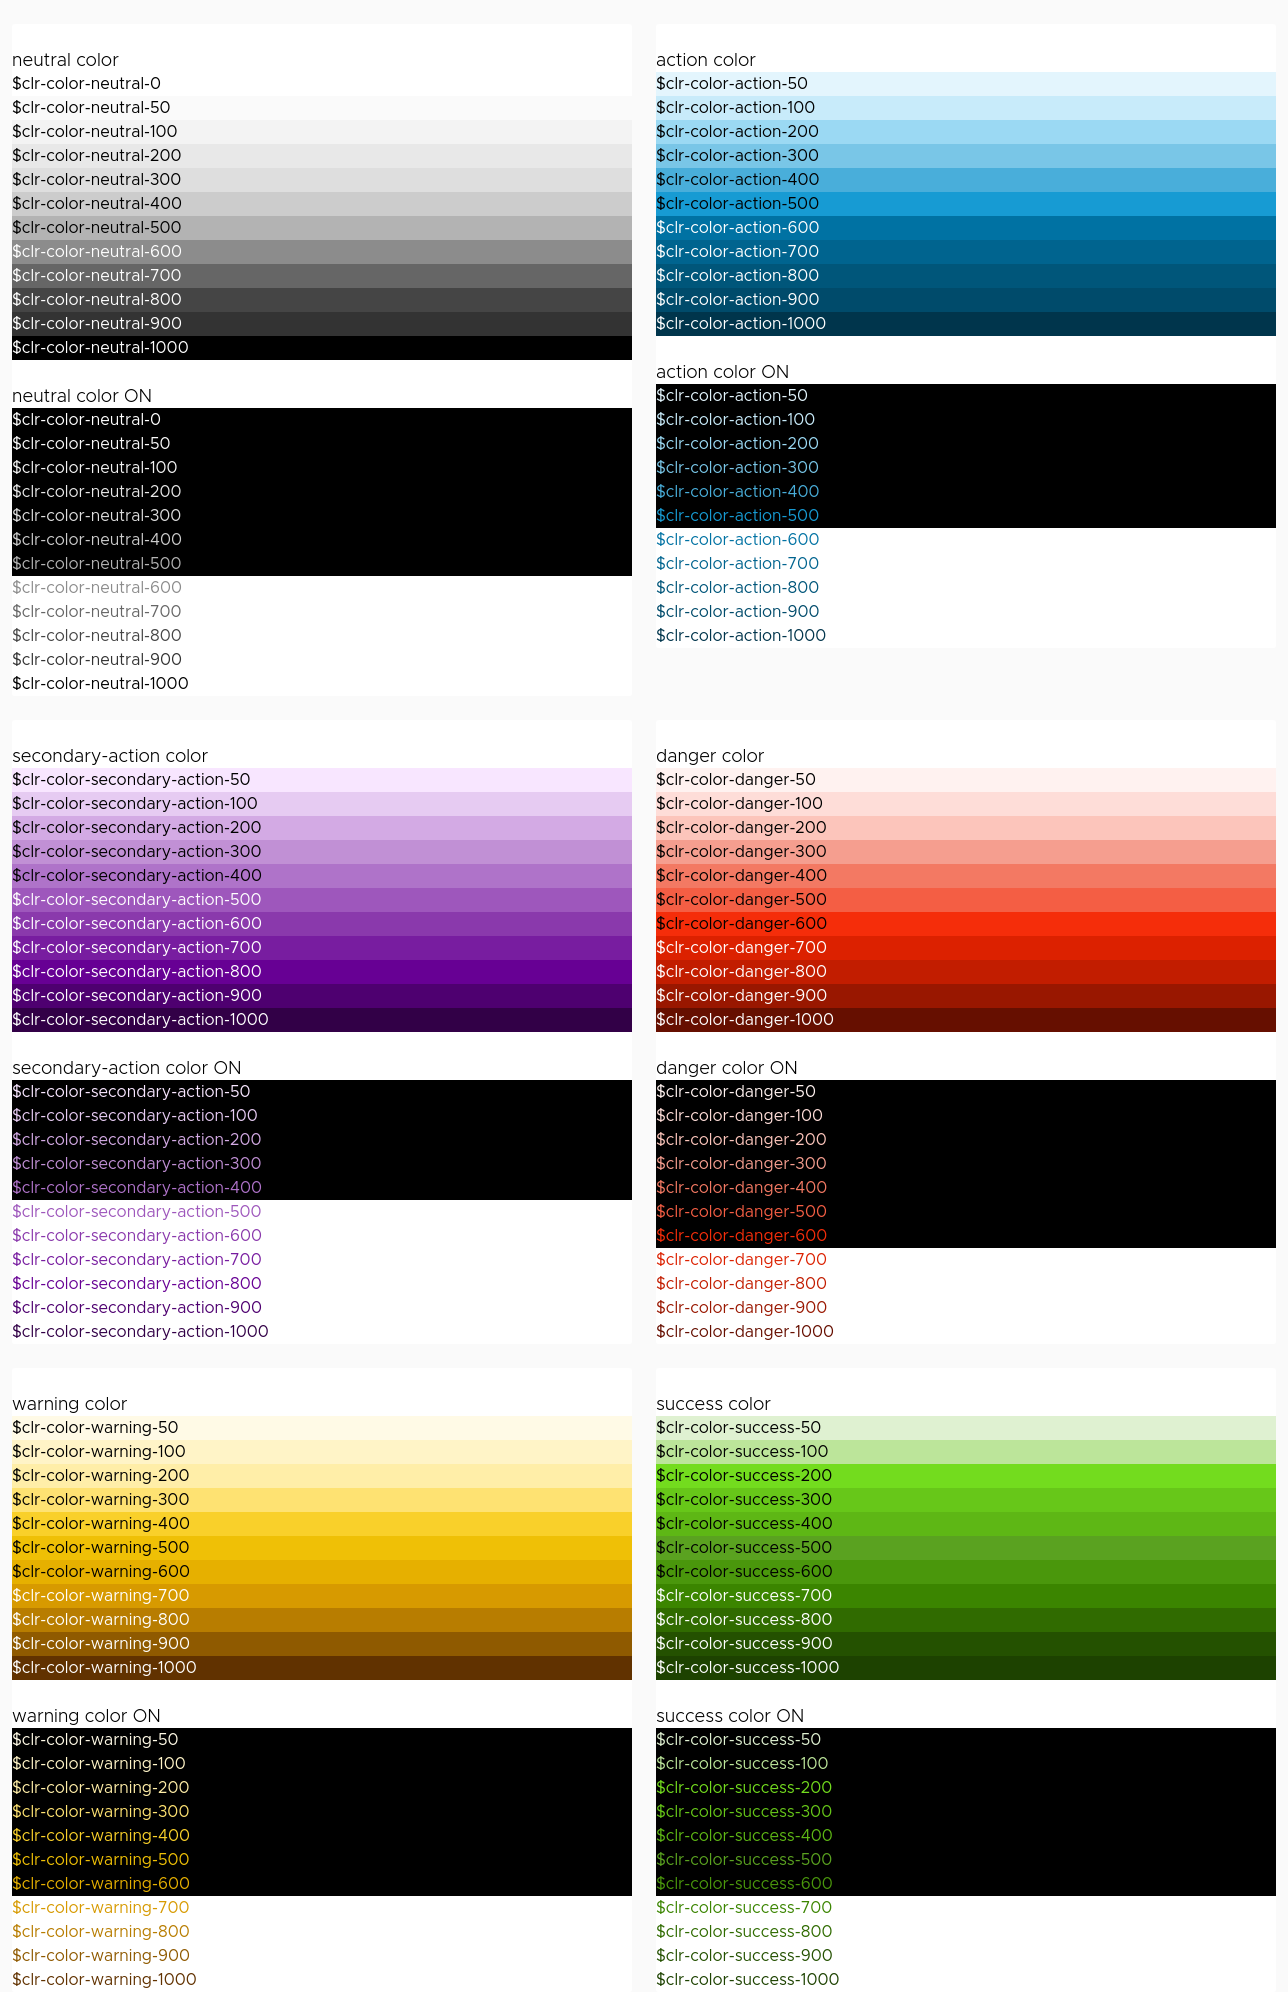 neutral color
$clr-color-neutral-0
$clr-color-neutral-50
$clr-color-neutral-100
$clr-color-neutral-200
$clr-color-neutral-300
$clr-color-neutral-400
$clr-color-neutral-500
$clr-color-neutral-600
$clr-color-neutral-700
$clr-color-neutral-800
$clr-color-neutral-900
$clr-color-neutral-1000
neutral color ON
$clr-color-neutral-0
$clr-color-neutral-50
$clr-color-neutral-100
$clr-color-neutral-200
$clr-color-neutral-300
$clr-color-neutral-400
$clr-color-neutral-500
$clr-color-neutral-600
$clr-color-neutral-700
$clr-color-neutral-800
$clr-color-neutral-900
$clr-color-neutral-1000
action color
$clr-color-action-50
$clr-color-action-100
$clr-color-action-200
$clr-color-action-300
$clr-color-action-400
$clr-color-action-500
$clr-color-action-600
$clr-color-action-700
$clr-color-action-800
$clr-color-action-900
$clr-color-action-1000
action color ON
$clr-color-action-50
$clr-color-action-100
$clr-color-action-200
$clr-color-action-300
$clr-color-action-400
$clr-color-action-500
$clr-color-action-600
$clr-color-action-700
$clr-color-action-800
$clr-color-action-900
$clr-color-action-1000
secondary-action color
$clr-color-secondary-action-50
$clr-color-secondary-action-100
$clr-color-secondary-action-200
$clr-color-secondary-action-300
$clr-color-secondary-action-400
$clr-color-secondary-action-500
$clr-color-secondary-action-600
$clr-color-secondary-action-700
$clr-color-secondary-action-800
$clr-color-secondary-action-900
$clr-color-secondary-action-1000
secondary-action color ON
$clr-color-secondary-action-50
$clr-color-secondary-action-100
$clr-color-secondary-action-200
$clr-color-secondary-action-300
$clr-color-secondary-action-400
$clr-color-secondary-action-500
$clr-color-secondary-action-600
$clr-color-secondary-action-700
$clr-color-secondary-action-800
$clr-color-secondary-action-900
$clr-color-secondary-action-1000
danger color
$clr-color-danger-50
$clr-color-danger-100
$clr-color-danger-200
$clr-color-danger-300
$clr-color-danger-400
$clr-color-danger-500
$clr-color-danger-600
$clr-color-danger-700
$clr-color-danger-800
$clr-color-danger-900
$clr-color-danger-1000
danger color ON
$clr-color-danger-50
$clr-color-danger-100
$clr-color-danger-200
$clr-color-danger-300
$clr-color-danger-400
$clr-color-danger-500
$clr-color-danger-600
$clr-color-danger-700
$clr-color-danger-800
$clr-color-danger-900
$clr-color-danger-1000
warning color
$clr-color-warning-50
$clr-color-warning-100
$clr-color-warning-200
$clr-color-warning-300
$clr-color-warning-400
$clr-color-warning-500
$clr-color-warning-600
$clr-color-warning-700
$clr-color-warning-800
$clr-color-warning-900
$clr-color-warning-1000
warning color ON
$clr-color-warning-50
$clr-color-warning-100
$clr-color-warning-200
$clr-color-warning-300
$clr-color-warning-400
$clr-color-warning-500
$clr-color-warning-600
$clr-color-warning-700
$clr-color-warning-800
$clr-color-warning-900
$clr-color-warning-1000
success color
$clr-color-success-50
$clr-color-success-100
$clr-color-success-200
$clr-color-success-300
$clr-color-success-400
$clr-color-success-500
$clr-color-success-600
$clr-color-success-700
$clr-color-success-800
$clr-color-success-900
$clr-color-success-1000
success color ON
$clr-color-success-50
$clr-color-success-100
$clr-color-success-200
$clr-color-success-300
$clr-color-success-400
$clr-color-success-500
$clr-color-success-600
$clr-color-success-700
$clr-color-success-800
$clr-color-success-900
$clr-color-success-1000